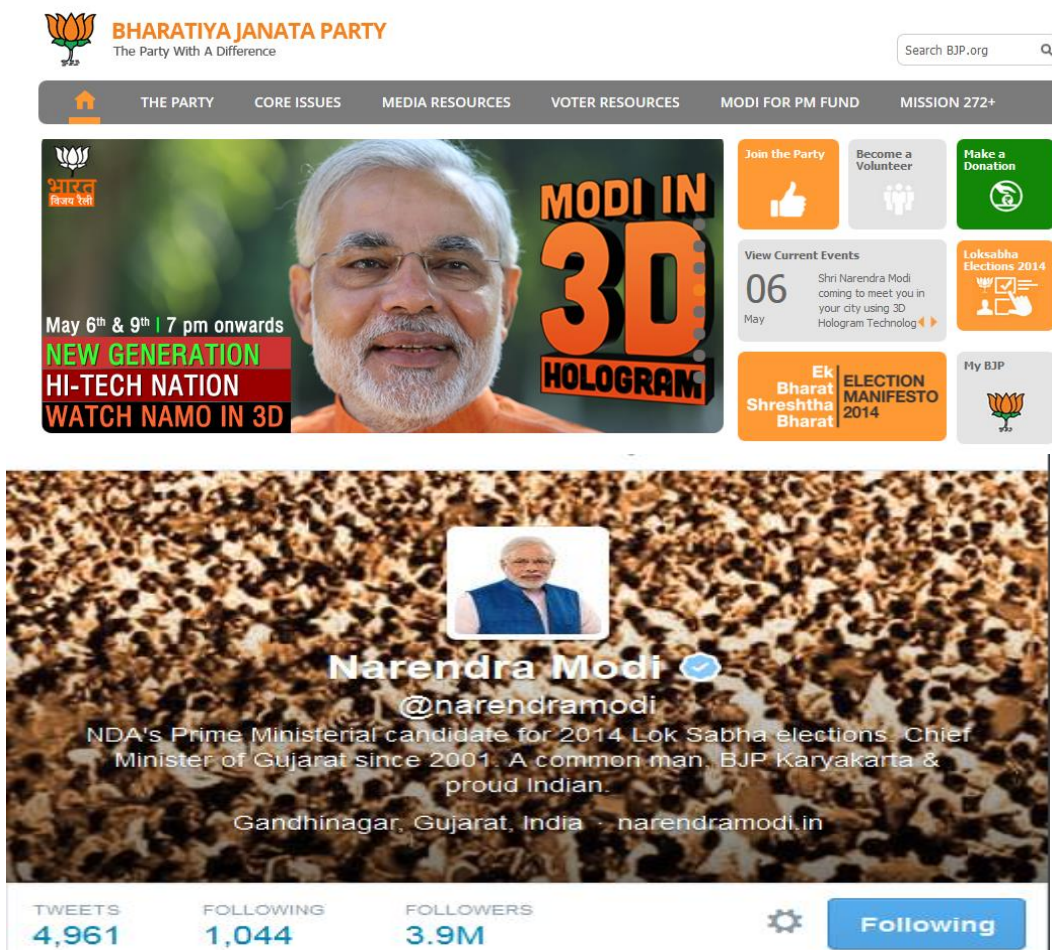 BHARATIYA JANATA PARTY
The Party With A Difference
Search BJP.org
THE PARTY
CORE ISSUES
MEDIA RESOURCES
VOTER RESOURCES
MODI FOR PM FUND
MISSION 272+
भारत
विजय रैली
MODI IN
3D
HOLOGRAM
May 6th & 9th | 7 pm onwards
NEW GENERATION
HI-TECH NATION
WATCH NAMO IN 3D
Join the Party
Become a
Volunteer
Make a
Donation
View Current Events
06
May
Shri Narendra Modi
coming to meet you in
your city using 3D
Hologram Technolog
Loksabha
Elections 2014
Ek
Bharat
Shreshtha
Bharat
ELECTION
MANIFESTO
2014
My BJP
Narendra Modi
@narendramodi
NDA's Prime Ministerial candidate for 2014 Lok Sabha elections. Chief
Minister of Gujarat since 2001. A common man. BJP Karyakarta &
proud Indian.
Gandhinagar, Gujarat, India · narendramodi.in
TWEETS
4,961
FOLLOWING
1,044
FOLLOWERS
3.9M
Following